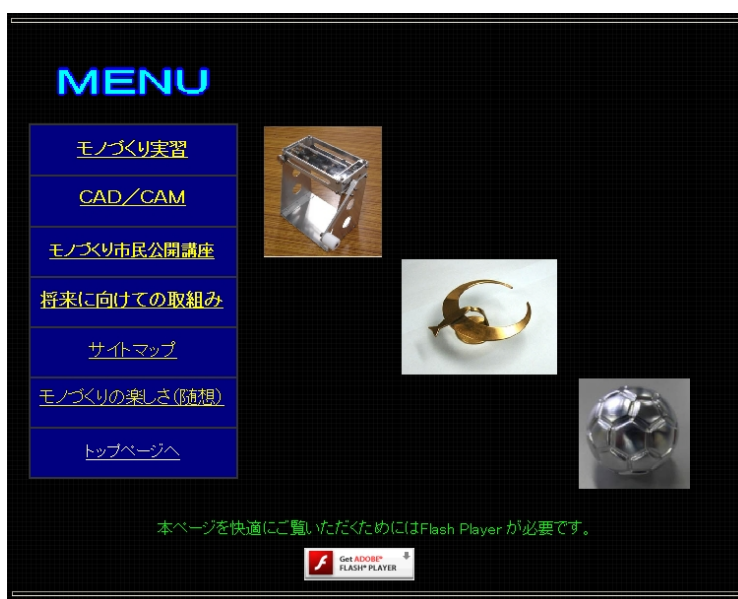 MENU
モノづくり実習
CAD／CAM
モノづくり市民公開講座
将来に向けての取組み
サイトマップ
モノづくりの楽しさ(随想)
トップページへ
本ページを快適にご覧いただくためにはFlash Player が必要です。
Get ADOBE®
FLASH® PLAYER